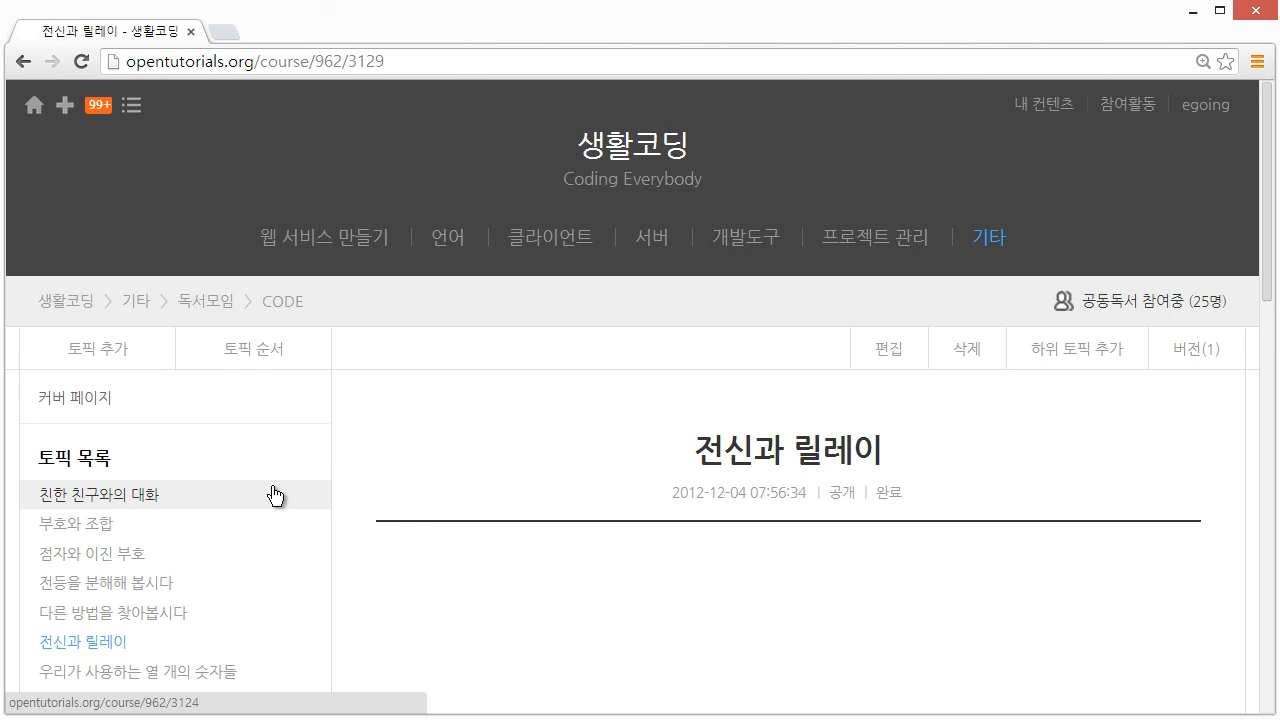 전신과 릴레이 - 생활코딩
opentutorials.org/course/962/3129
99+
내 컨텐츠 참여활동 egoing
생활코딩
Coding Everybody
웹 서비스 만들기 언어 클라이언트 서버 개발도구 프로젝트 관리 기타
생활코딩 기타 독서모임 CODE 공동독서 참여중 (25명)
토픽 추가 토픽 순서 편집 삭제 하위 토픽 추가 버전(1)
커버 페이지
전신과 릴레이
토픽 목록
2012-12-04 07:56:34 | 공개 | 완료
친한 친구와의 대화
부호와 조합
점자와 이진 부호
전등을 분해해 봅시다
다른 방법을 찾아봅시다
전신과 릴레이
우리가 사용하는 열 개의 숫자들
opentutorials.org/course/962/3124